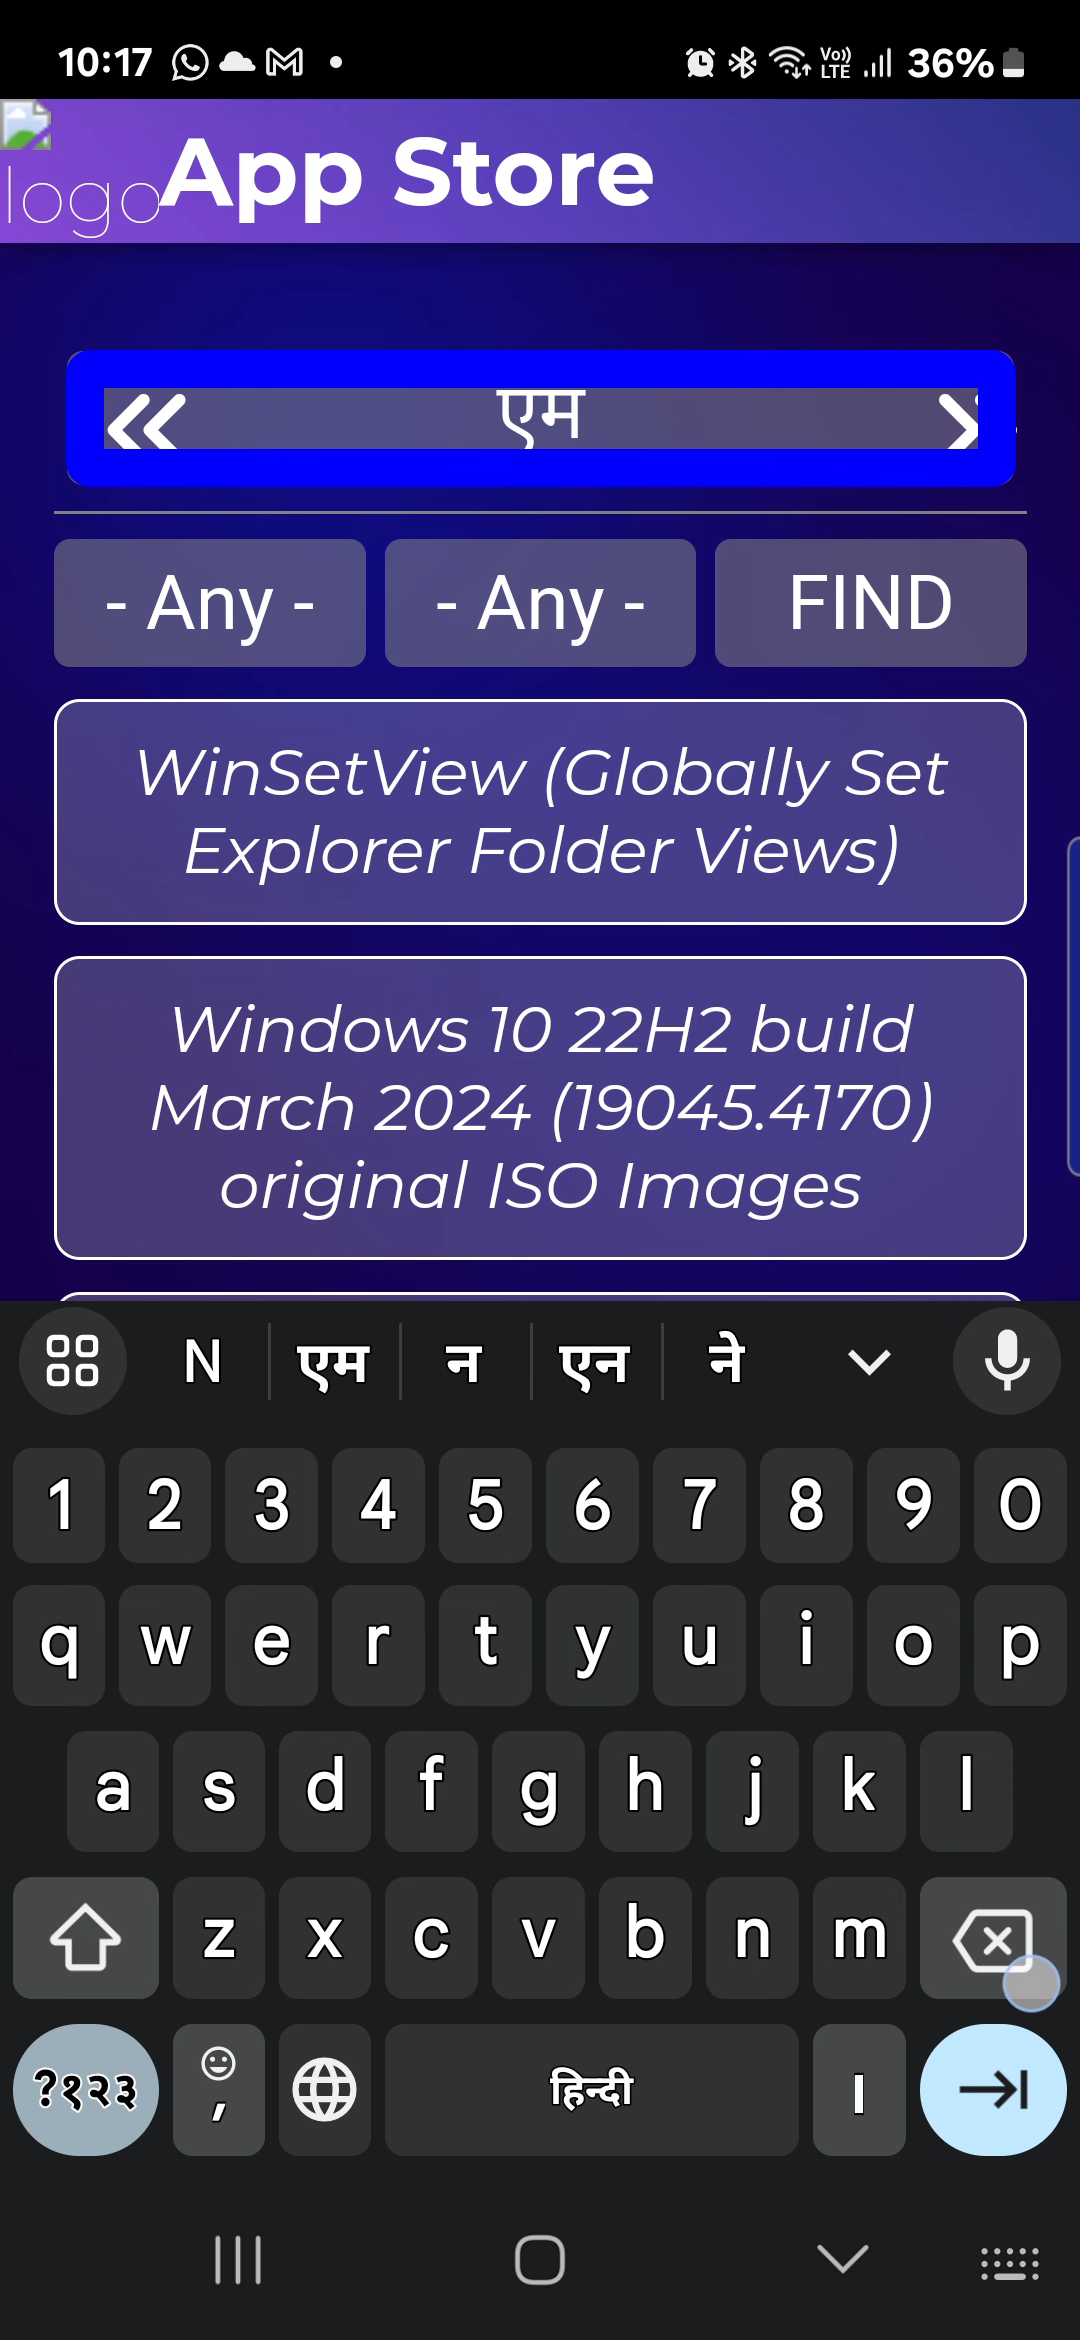 10:17
Vo))
LTE
36%
logo
App Store
एम
- Any -
- Any -
FIND
WinSetView (Globally Set
Explorer Folder Views)
Windows 10 22H2 build
March 2024 (19045.4170)
original ISO Images
N
एम
न
एन
ने
1 2 3 4 5 6 7 8 9 0
q w e r t y u i o p
a s d f g h j k l
z x c v b n m
?१२३
,
हिन्दी
।